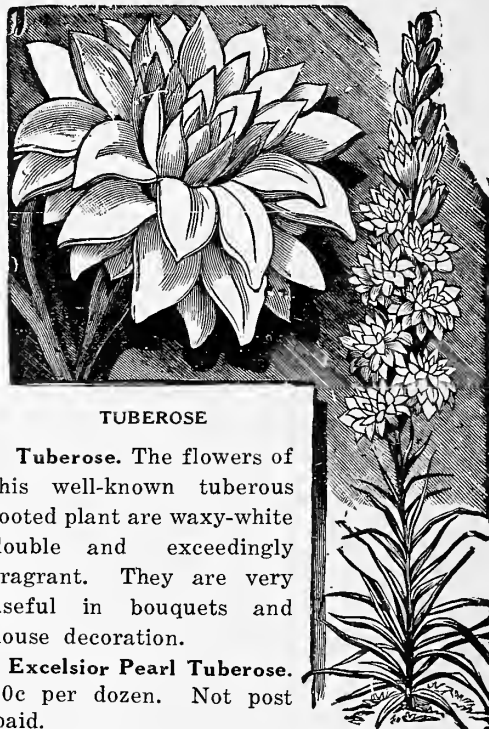 TUBEROSE
Tuberose. The flowers of
his well-known tuberous
ooted plant are waxy-white
louble and exceedingly
ragrant. They are very
useful in bouquets and
ouse decoration.
Excelsior Pearl Tuberose.
0c per dozen. Not post
paid.